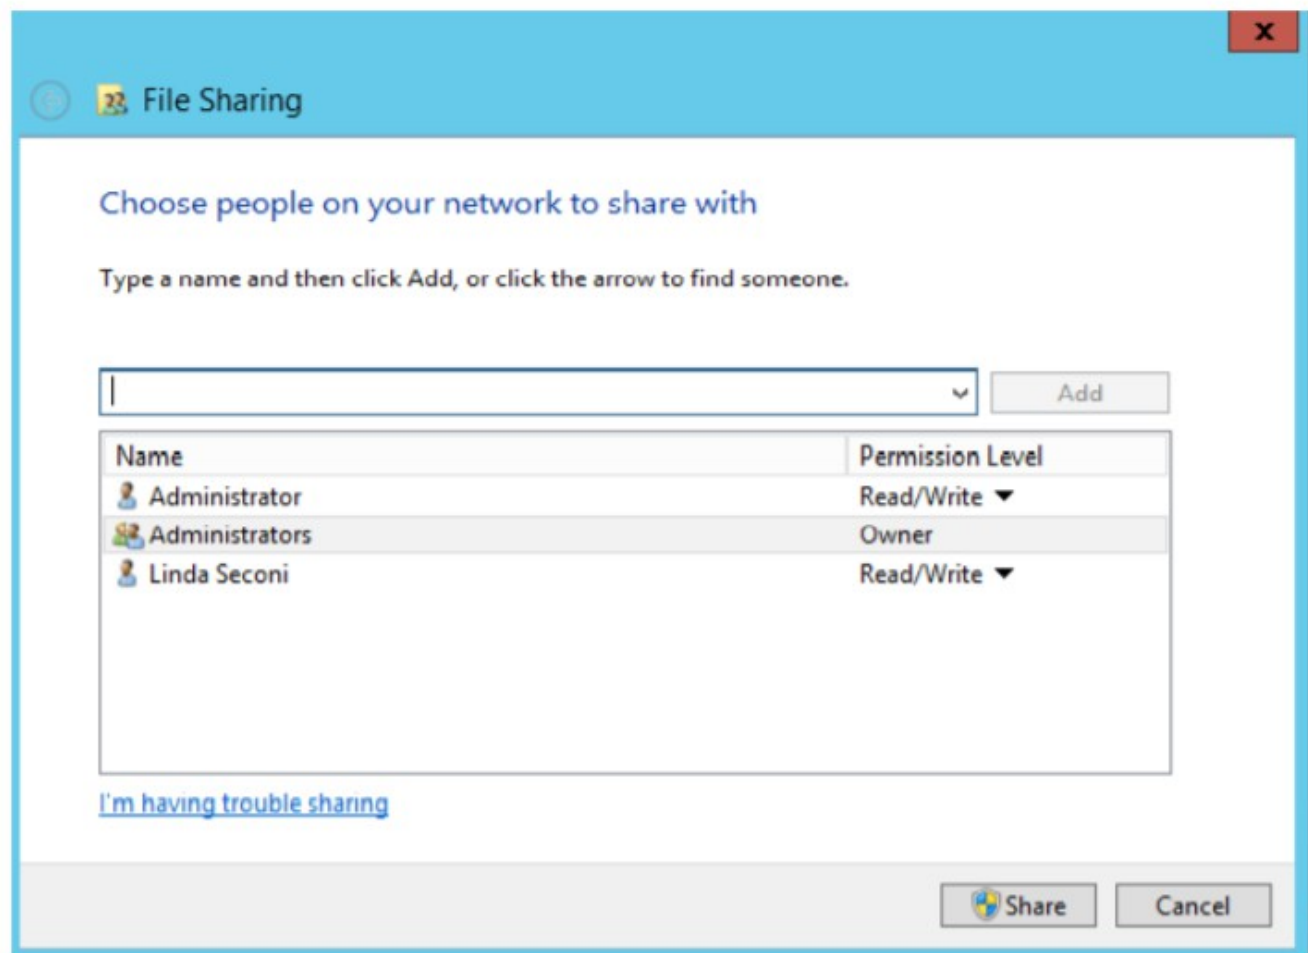 x
File Sharing
Choose people on your network to share with
Type a name and then click Add, or click the arrow to find someone.
Add
Name Permission Level
Administrator Read/Write
Administrators Owner
Linda Seconi Read/Write
I'm having trouble sharing
Share Cancel